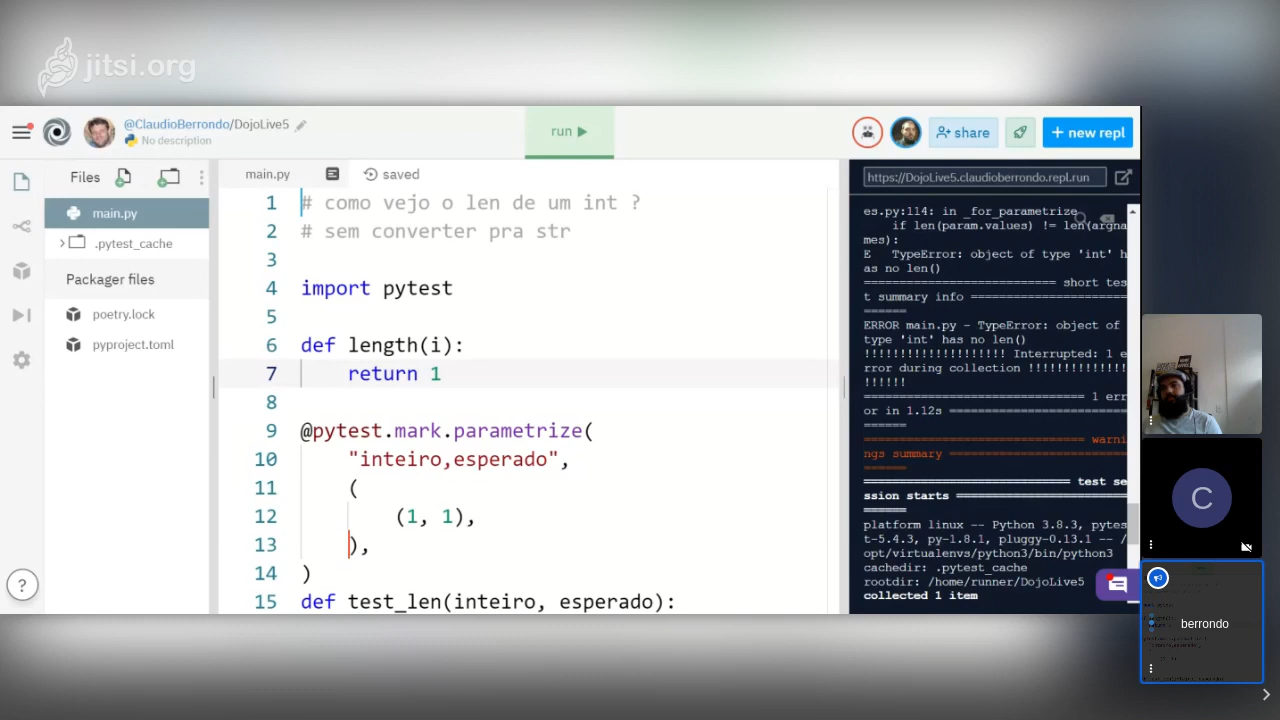 jitsi.org
@ClaudioBerrondo/DojoLive5
No description
run
share
+ new repl
Files
main.py
.pytest_cache
Packager files
poetry.lock
pyproject.toml
?
main.py
saved
1 # como vejo o len de um int ?
2 # sem converter pra str
3
4 import pytest
5
6 def length(i):
7 return 1
8
9 @pytest.mark.parametrize(
10 "inteiro,esperado",
11 (
12 (1, 1),
13 ),
14 )
15 def test_len(inteiro, esperado):
https://DojoLive5.claudioberrondo.repl.run
es.py:114: in _for_parametrize
if len(param.values) != len(argna
mes):
E TypeError: object of type 'int' h
as no len()
=========================== short tes
t summary info ======================
======
ERROR main.py - TypeError: object of
type 'int' has no len()
!!!!!!!!!!!!!!!!!!!! Interrupted: 1 e
rror during collection !!!!!!!!!!!!!!
!!!!!!
=============================== 1 err
or in 1.12s =========================
======
=============================== warni
ngs summary =========================
======
============================= test se
ssion starts ========================
======
platform linux -- Python 3.8.3, pytes
t-5.4.3, py-1.8.1, pluggy-0.13.1 -- /
opt/virtualenvs/python3/bin/python3
cachedir: .pytest_cache
rootdir: /home/runner/DojoLive5
collected 1 item
C
berrondo